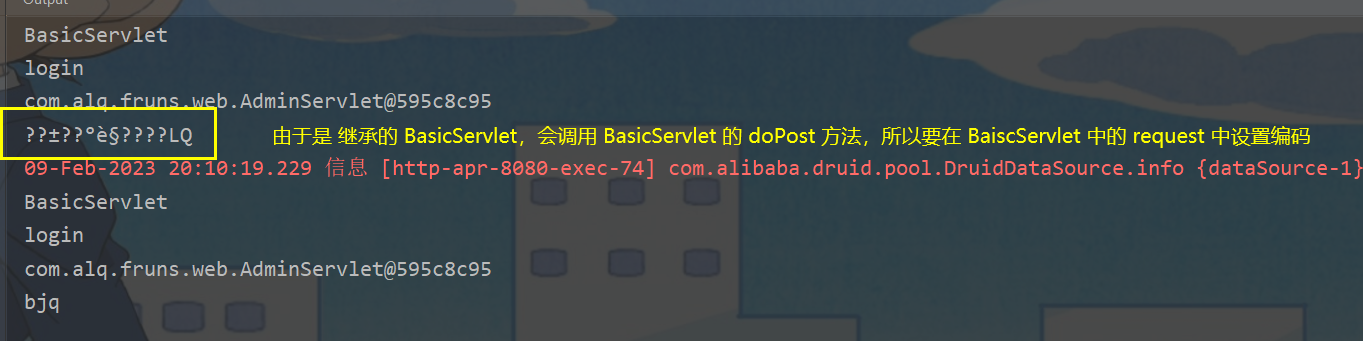 Output
BasicServlet
login
com.alq.fruns.web.AdminServlet@595c8c95
??±??°è§????LQ 由于是 继承的 BasicServlet，会调用 BasicServlet 的 doPost 方法，所以要在 BaiscServlet 中的 request 中设置编码
09-Feb-2023 20:10:19.229 信息 [http-apr-8080-exec-74] com.alibaba.druid.pool.DruidDataSource.info {dataSource-1}
BasicServlet
login
com.alq.fruns.web.AdminServlet@595c8c95
bjq